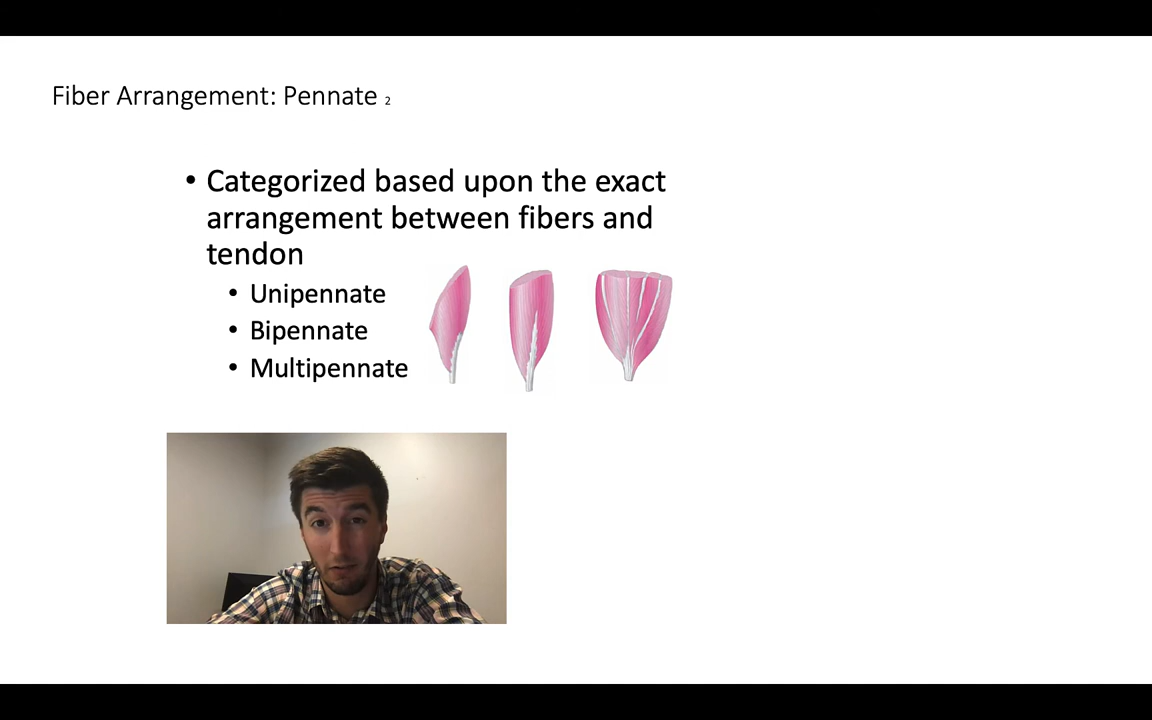 Fiber Arrangement: Pennate 2
• Categorized based upon the exact
arrangement between fibers and
tendon
• Unipennate
• Bipennate
• Multipennate